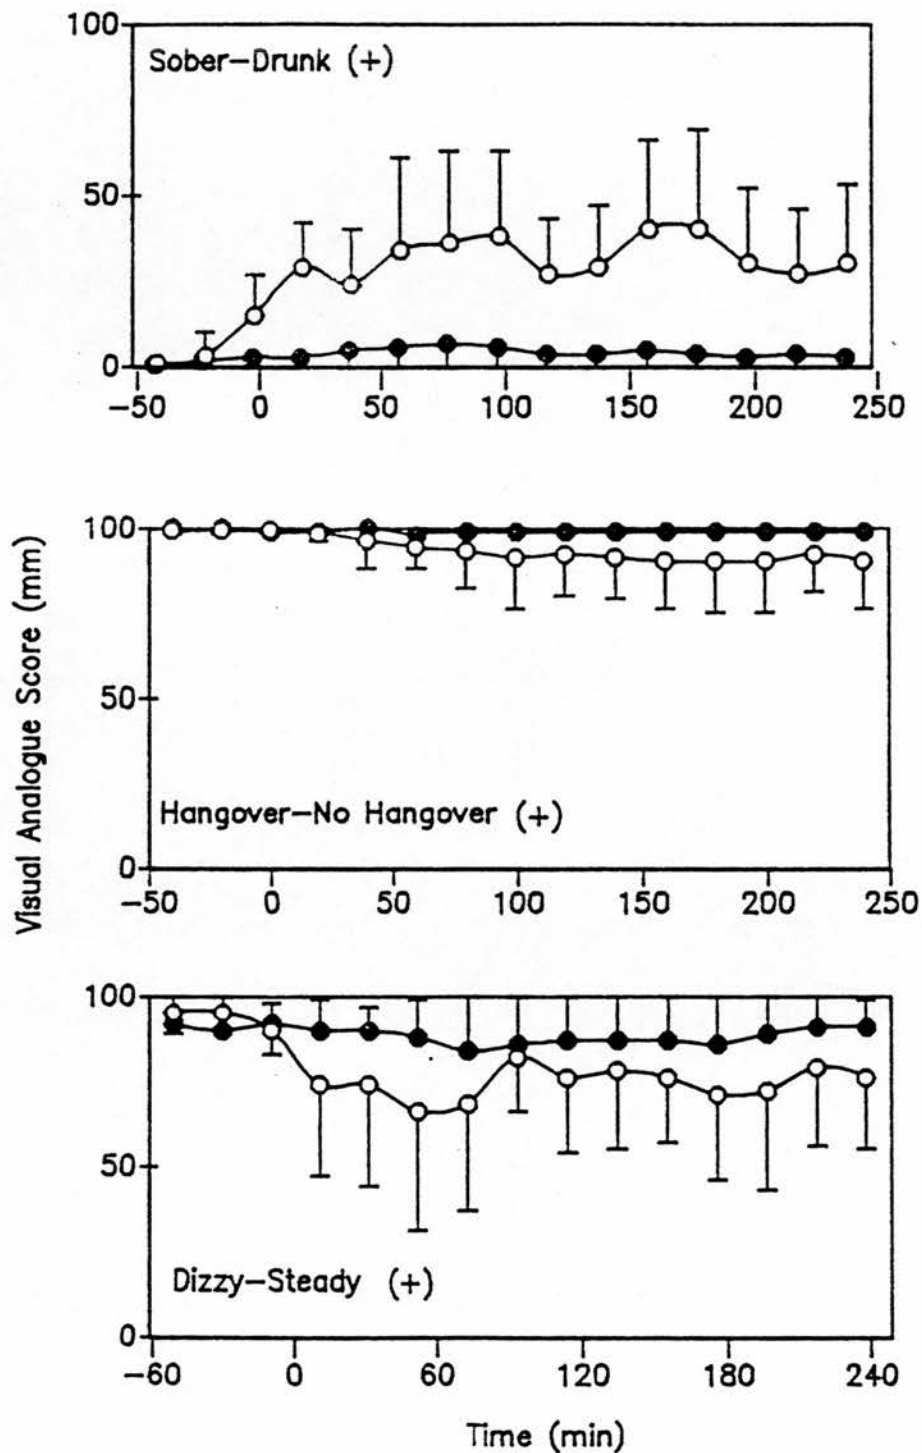 100
Sober–Drunk (+)
50
0
−50 0 50 100 150 200 250
Visual Analogue Score (mm)
100
50
Hangover–No Hangover (+)
0
−50 0 50 100 150 200 250
100
50
Dizzy–Steady (+)
0
−60 0 60 120 180 240
Time (min)